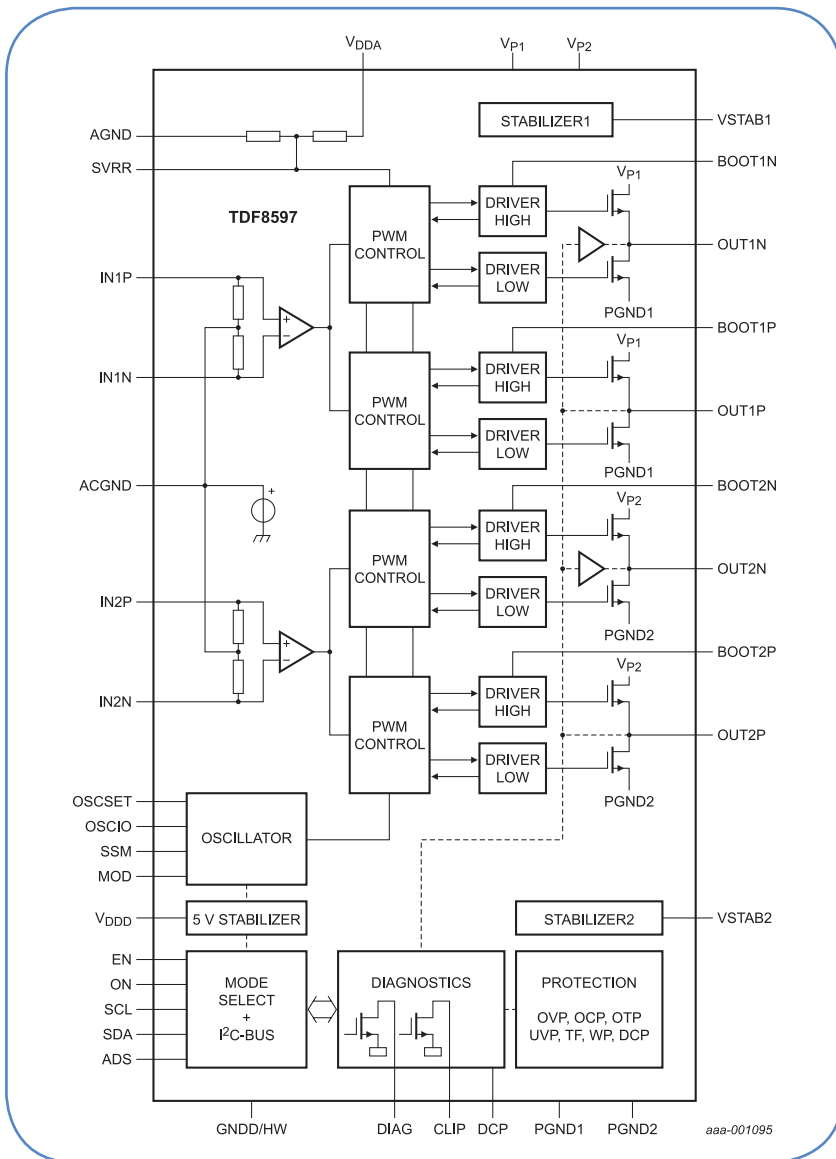 VDDA
VP1
VP2
AGND
SVRR
STABILIZER1
VSTAB1
BOOT1N
TDF8597
PWM
CONTROL
DRIVER
HIGH
VP1
DRIVER
LOW
OUT1N
PGND1
IN1P
+
−
IN1N
BOOT1P
PWM
CONTROL
DRIVER
HIGH
VP1
DRIVER
LOW
OUT1P
PGND1
ACGND
+
BOOT2N
PWM
CONTROL
DRIVER
HIGH
VP2
DRIVER
LOW
OUT2N
PGND2
IN2P
+
−
IN2N
BOOT2P
PWM
CONTROL
DRIVER
HIGH
VP2
DRIVER
LOW
OUT2P
PGND2
OSCSET
OSCIO
SSM
MOD
OSCILLATOR
VDDD
5 V STABILIZER
STABILIZER2
VSTAB2
EN
ON
SCL
SDA
ADS
MODE
SELECT
+
I²C-BUS
DIAGNOSTICS
PROTECTION
OVP, OCP, OTP
UVP, TF, WP, DCP
GNDD/HW
DIAG
CLIP
DCP
PGND1
PGND2
aaa-001095